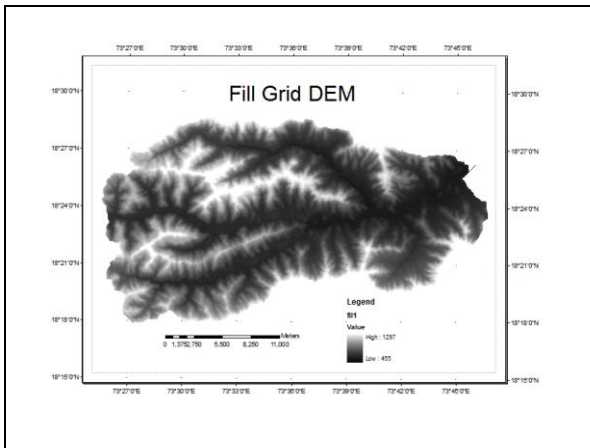 73°27'0"E 73°30'0"E 73°33'0"E 73°36'0"E 73°39'0"E 73°42'0"E 73°45'0"E
Fill Grid DEM
18°30'0"N 18°30'0"N
18°27'0"N 18°27'0"N
18°24'0"N 18°24'0"N
18°21'0"N 18°21'0"N
18°18'0"N 18°18'0"N
Legend
fil1
Value
High : 1297
Low : 455
Meters
0 1,375 2,750 5,500 8,250 11,000
18°15'0"N 18°15'0"N
73°27'0"E 73°30'0"E 73°33'0"E 73°36'0"E 73°39'0"E 73°42'0"E 73°45'0"E